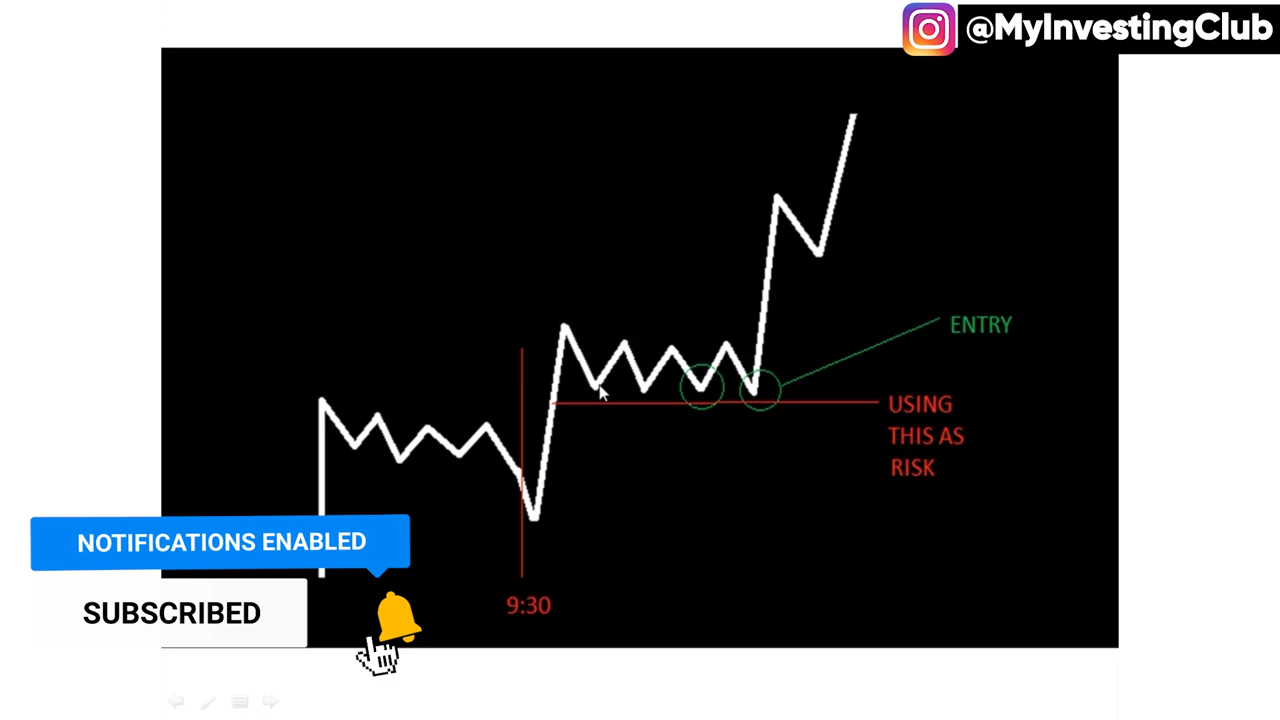 @MyInvestingClub
ENTRY
USING
THIS AS
RISK
NOTIFICATIONS ENABLED
SUBSCRIBED
9:30